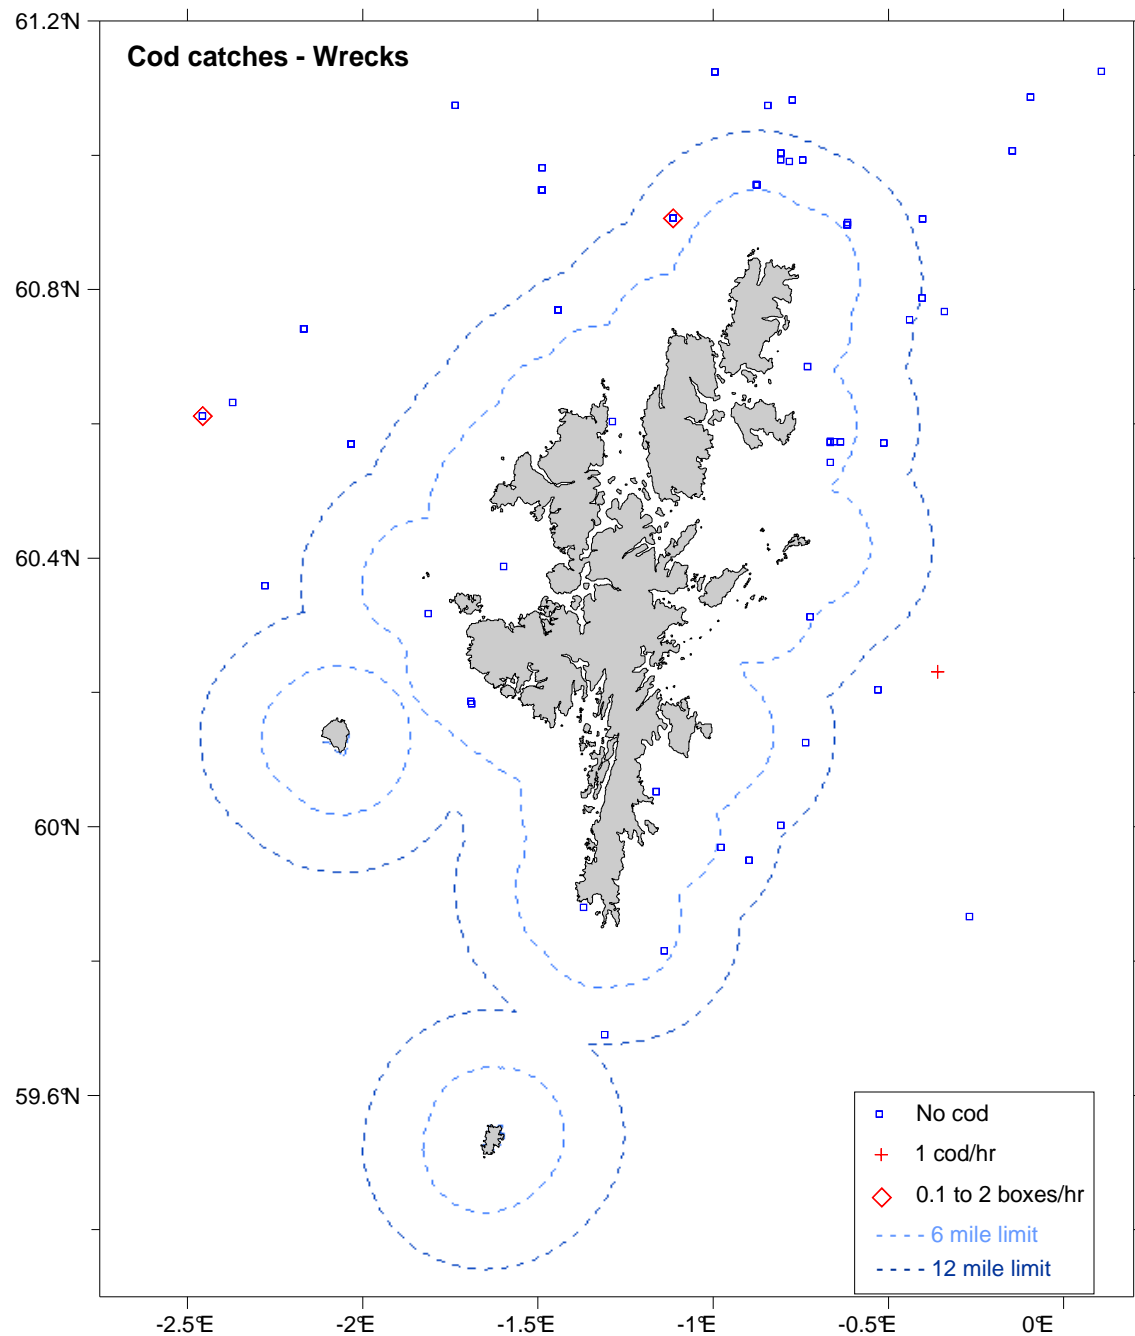 61.2°N
Cod catches - Wrecks
60.8°N
60.4°N
60°N
59.6°N
No cod
1 cod/hr
0.1 to 2 boxes/hr
6 mile limit
12 mile limit
-2.5°E -2°E -1.5°E -1°E -0.5°E 0°E